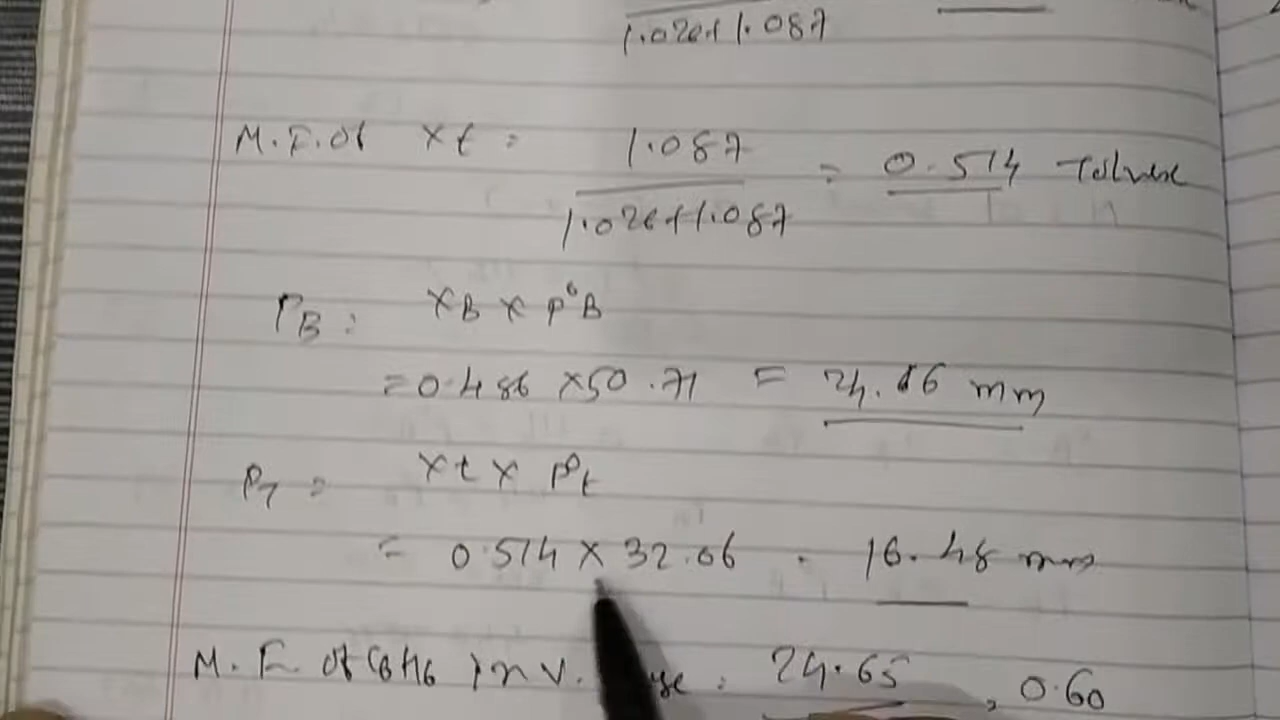 1.026+1.087
M.F.of xt = 1.087
= 0.514 Toluene
1.026+1.087
PB = xB x p°B
= 0.486 x 50.71 = 24.66 mm
PT = xt x p°t
= 0.514 x 32.06 = 16.48 mm
M.F. of C6H6 in V. : 24.65 , 0.60